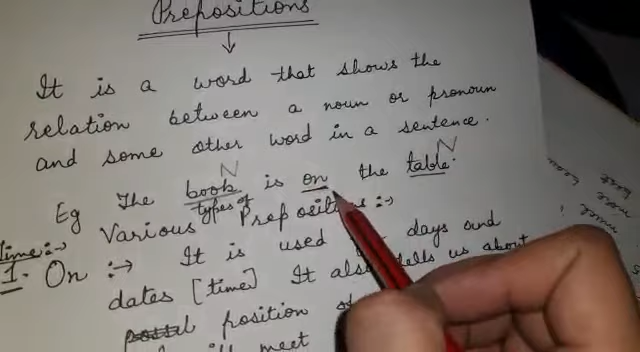 Prepositions
It is a word that shows the
relation between a noun or pronoun
and some other word in a sentence.
N N
Eg The book is on the table.
types of
Various Prepositions :->
Time :->
1. On :-> It is used days and
dates [time] It also tells us about
position
meet